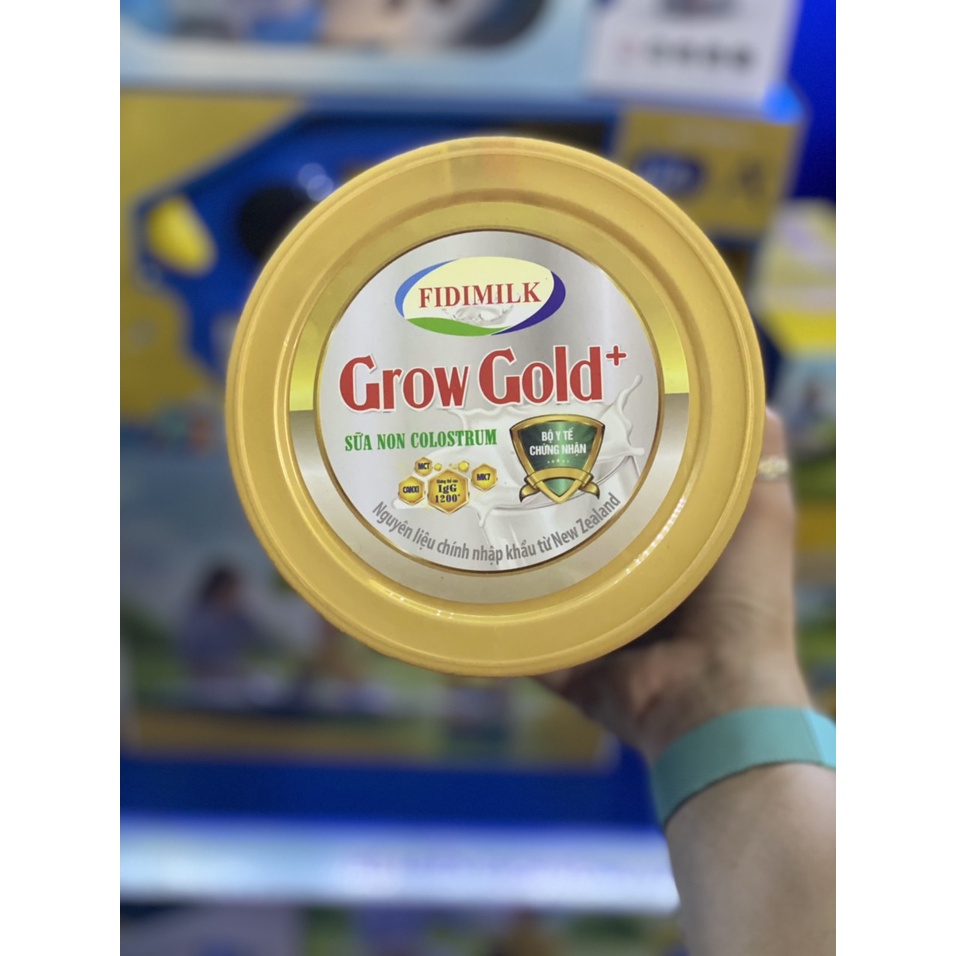 FIDIMILK
Grow Gold+
SỮA NON COLOSTRUM
BỘ Y TẾ
CHỨNG NHẬN
MCT
MK7
IgG
1200+
Nguyên liệu chính nhập khẩu từ New Zealand